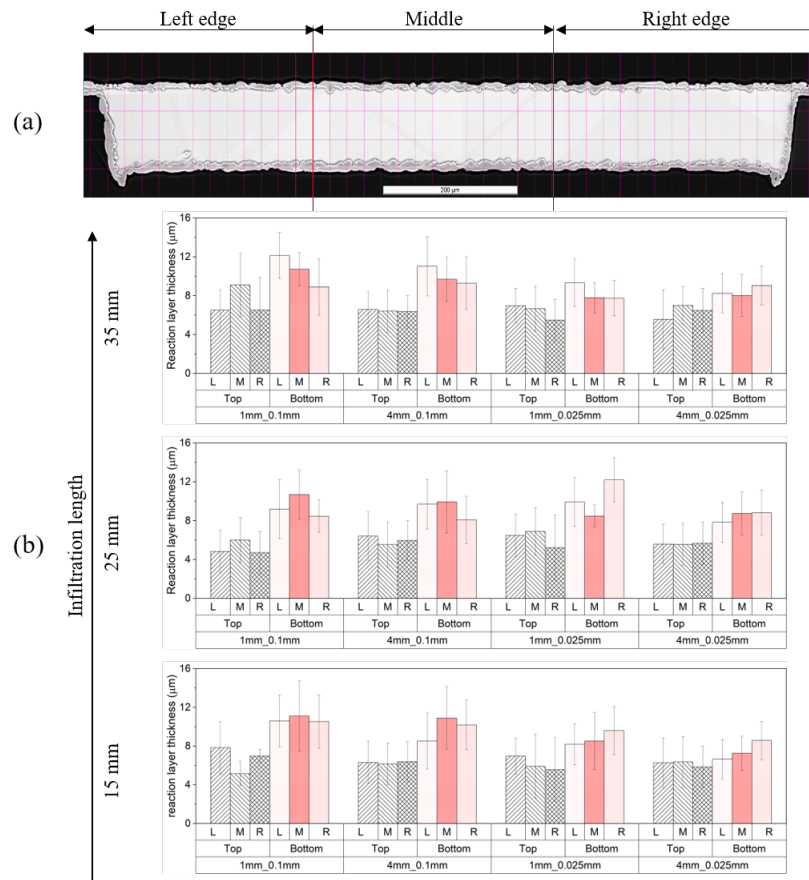 Left edge Middle Right edge
(a)
200 μm
(b)
Infiltration length
35 mm
Reaction layer thickness (μm)
16
12
8
4
0
L M R L M R L M R L M R L M R L M R L M R L M R
Top Bottom Top Bottom Top Bottom Top Bottom
1mm_0.1mm 4mm_0.1mm 1mm_0.025mm 4mm_0.025mm
25 mm
Reaction layer thickness (μm)
16
12
8
4
0
L M R L M R L M R L M R L M R L M R L M R L M R
Top Bottom Top Bottom Top Bottom Top Bottom
1mm_0.1mm 4mm_0.1mm 1mm_0.025mm 4mm_0.025mm
15 mm
reaction layer thickness (μm)
16
12
8
4
0
L M R L M R L M R L M R L M R L M R L M R L M R
Top Bottom Top Bottom Top Bottom Top Bottom
1mm_0.1mm 4mm_0.1mm 1mm_0.025mm 4mm_0.025mm